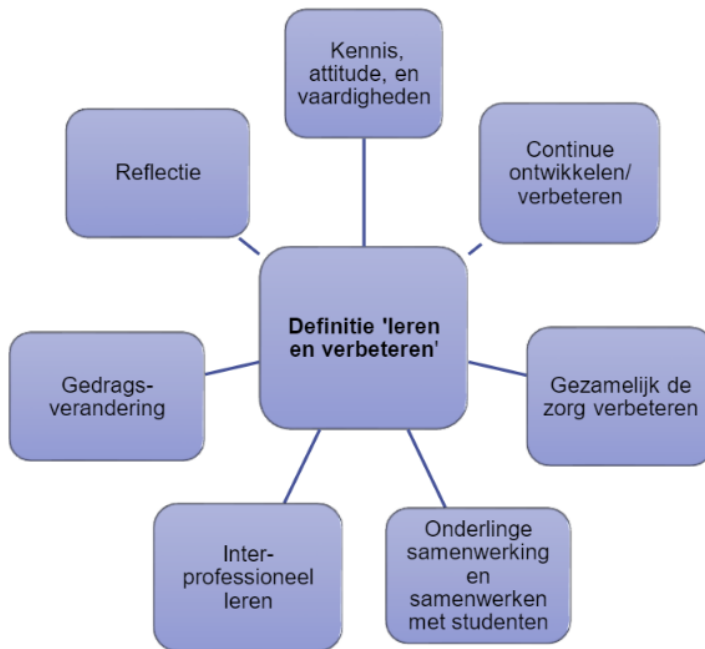 Kennis,
attitude, en
vaardigheden
Continue
ontwikkelen/
verbeteren
Reflectie
Definitie 'leren
en verbeteren'
Gedrags-
verandering
Gezamelijk de
zorg verbeteren
Inter-
professioneel
leren
Onderlinge
samenwerking
en
samenwerken
met studenten